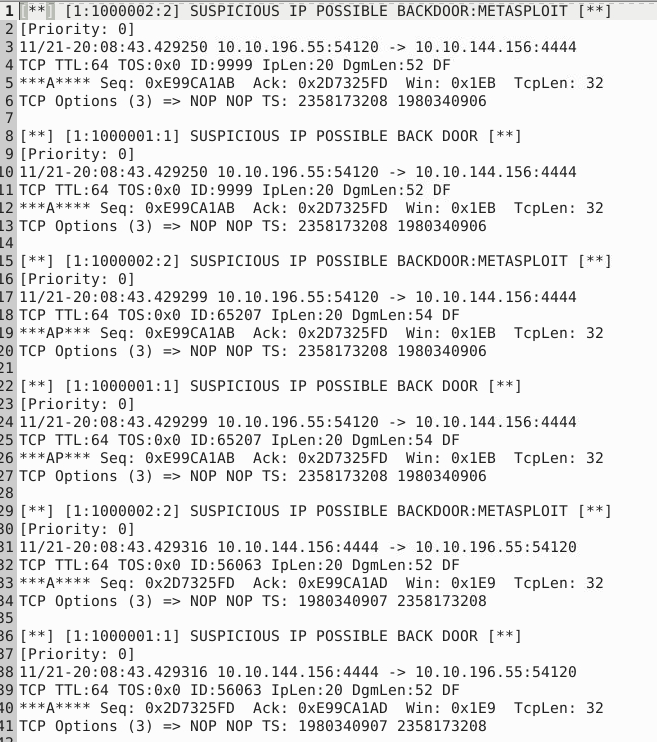 1 [**] [1:1000002:2] SUSPICIOUS IP POSSIBLE BACKDOOR:METASPLOIT [**]
2 [Priority: 0]
3 11/21-20:08:43.429250 10.10.196.55:54120 -> 10.10.144.156:4444
4 TCP TTL:64 TOS:0x0 ID:9999 IpLen:20 DgmLen:52 DF
5 ***A**** Seq: 0xE99CA1AB  Ack: 0x2D7325FD  Win: 0x1EB  TcpLen: 32
6 TCP Options (3) => NOP NOP TS: 2358173208 1980340906
7
8 [**] [1:1000001:1] SUSPICIOUS IP POSSIBLE BACK DOOR [**]
9 [Priority: 0]
10 11/21-20:08:43.429250 10.10.196.55:54120 -> 10.10.144.156:4444
11 TCP TTL:64 TOS:0x0 ID:9999 IpLen:20 DgmLen:52 DF
12 ***A**** Seq: 0xE99CA1AB  Ack: 0x2D7325FD  Win: 0x1EB  TcpLen: 32
13 TCP Options (3) => NOP NOP TS: 2358173208 1980340906
14
15 [**] [1:1000002:2] SUSPICIOUS IP POSSIBLE BACKDOOR:METASPLOIT [**]
16 [Priority: 0]
17 11/21-20:08:43.429299 10.10.196.55:54120 -> 10.10.144.156:4444
18 TCP TTL:64 TOS:0x0 ID:65207 IpLen:20 DgmLen:54 DF
19 ***AP*** Seq: 0xE99CA1AB  Ack: 0x2D7325FD  Win: 0x1EB  TcpLen: 32
20 TCP Options (3) => NOP NOP TS: 2358173208 1980340906
21
22 [**] [1:1000001:1] SUSPICIOUS IP POSSIBLE BACK DOOR [**]
23 [Priority: 0]
24 11/21-20:08:43.429299 10.10.196.55:54120 -> 10.10.144.156:4444
25 TCP TTL:64 TOS:0x0 ID:65207 IpLen:20 DgmLen:54 DF
26 ***AP*** Seq: 0xE99CA1AB  Ack: 0x2D7325FD  Win: 0x1EB  TcpLen: 32
27 TCP Options (3) => NOP NOP TS: 2358173208 1980340906
28
29 [**] [1:1000002:2] SUSPICIOUS IP POSSIBLE BACKDOOR:METASPLOIT [**]
30 [Priority: 0]
31 11/21-20:08:43.429316 10.10.144.156:4444 -> 10.10.196.55:54120
32 TCP TTL:64 TOS:0x0 ID:56063 IpLen:20 DgmLen:52 DF
33 ***A**** Seq: 0x2D7325FD  Ack: 0xE99CA1AD  Win: 0x1E9  TcpLen: 32
34 TCP Options (3) => NOP NOP TS: 1980340907 2358173208
35
36 [**] [1:1000001:1] SUSPICIOUS IP POSSIBLE BACK DOOR [**]
37 [Priority: 0]
38 11/21-20:08:43.429316 10.10.144.156:4444 -> 10.10.196.55:54120
39 TCP TTL:64 TOS:0x0 ID:56063 IpLen:20 DgmLen:52 DF
40 ***A**** Seq: 0x2D7325FD  Ack: 0xE99CA1AD  Win: 0x1E9  TcpLen: 32
41 TCP Options (3) => NOP NOP TS: 1980340907 2358173208